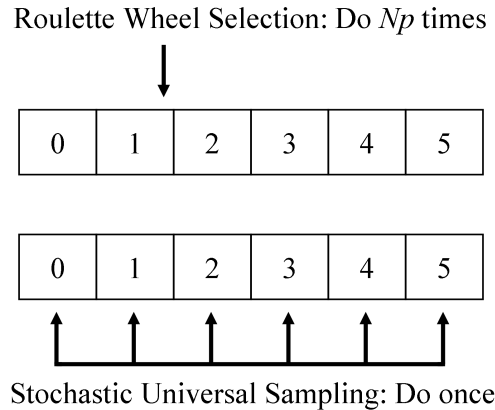 Roulette Wheel Selection: Do Np times
0 1 2 3 4 5
0 1 2 3 4 5
Stochastic Universal Sampling: Do once